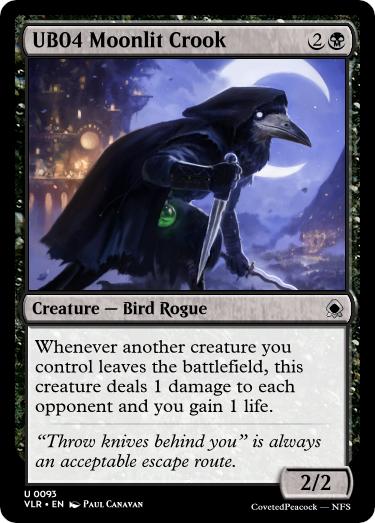 UB04 Moonlit Crook 2
Creature — Bird Rogue
Whenever another creature you
control leaves the battlefield, this
creature deals 1 damage to each
opponent and you gain 1 life.
“Throw knives behind you” is always
an acceptable escape route.
2/2
U 0093
VLR • EN Paul Canavan
CovetedPeacock — NFS